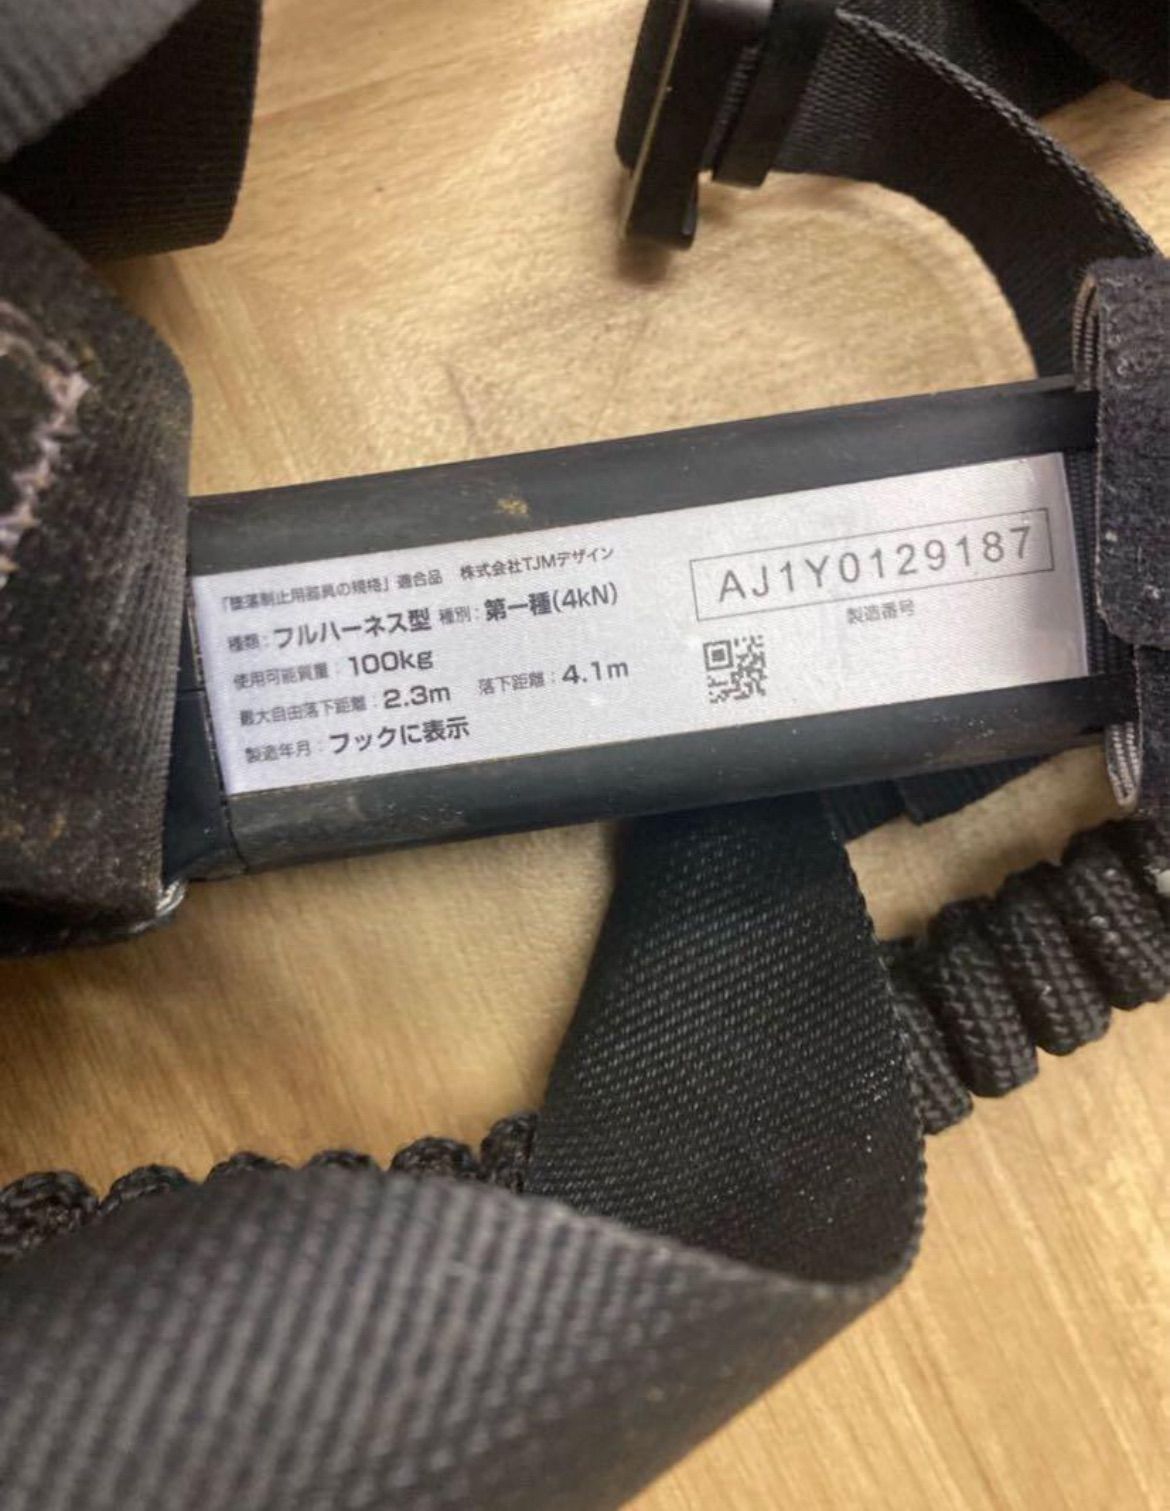 「墜落制止用器具の規格」適合品 株式会社TJMデザイン
種類：フルハーネス型 種別：第一種(4kN)
使用可能質量：100kg
最大自由落下距離：2.3m 落下距離：4.1m
製造年月：フックに表示
AJ1Y0129187
製造番号